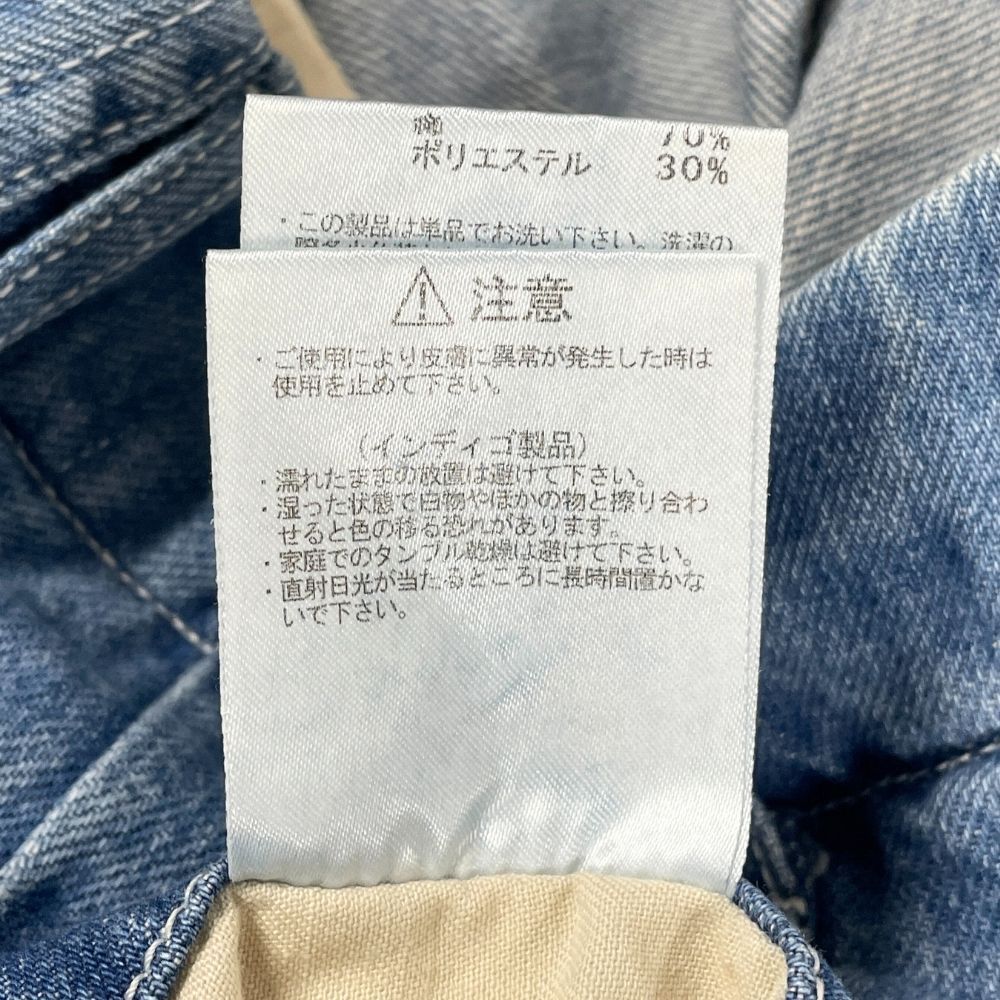 綿 70%
ポリエステル 30%
・この製品は単品でお洗い下さい。洗濯の
注意
・ご使用により皮膚に異常が発生した時は
使用を止めて下さい。
(インディゴ製品)
・濡れたままの放置は避けて下さい。
・湿った状態で白物やほかの物と擦り合わ
せると色の移る恐れがあります。
・家庭でのタンブル乾燥は避けて下さい。
・直射日光が当たるところに長時間置かな
いで下さい。